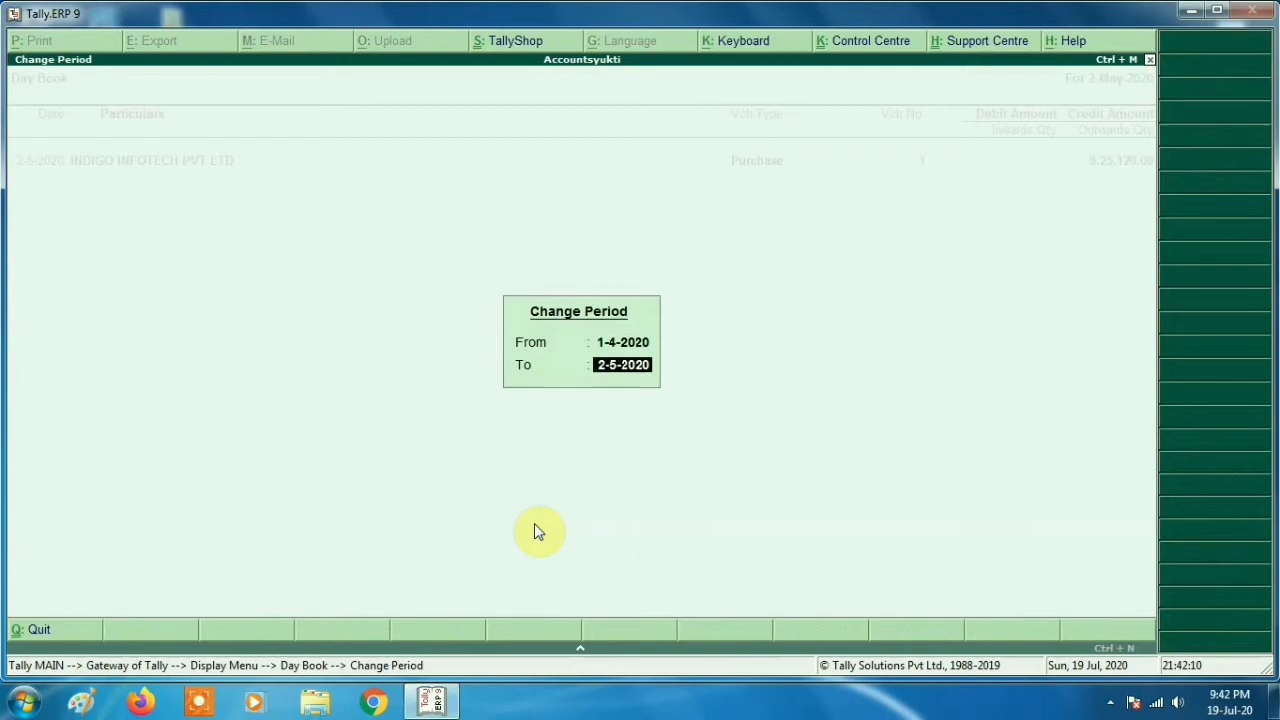 Tally.ERP 9
P: Print E: Export M: E-Mail O: Upload S: TallyShop G: Language K: Keyboard K: Control Centre H: Support Centre H: Help
Change Period Accountsyukti Ctrl + M
Day Book For 2-May-2020
Date Particulars Vch Type Vch No. Debit Amount Credit Amount
Inwards Qty Outwards Qty
2-5-2020 INDIGO INFOTECH PVT LTD Purchase 1
Change Period
From : 1-4-2020
To : 2-5-2020
Q: Quit
Ctrl + N
Tally MAIN --> Gateway of Tally --> Display Menu --> Day Book --> Change Period © Tally Solutions Pvt Ltd., 1988-2019 Sun, 19 Jul, 2020 21:42:10
Tally ERP 9
9:42 PM
19-Jul-20